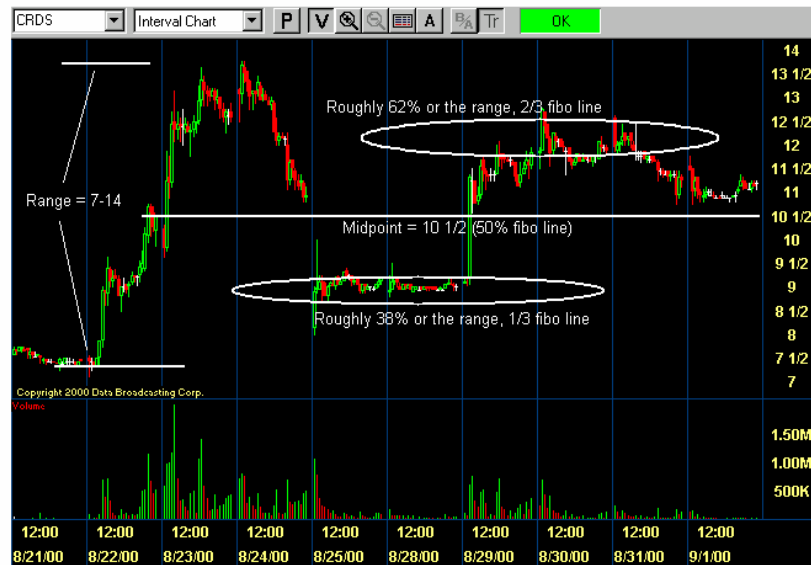 CRDS Interval Chart P V A B/A Tr OK
14
13 1/2
13
12 1/2
12
11 1/2
11
10 1/2
10
9 1/2
9
8 1/2
8
7 1/2
7
Roughly 62% or the range, 2/3 fibo line
Range = 7-14
Midpoint = 10 1/2 (50% fibo line)
Roughly 38% or the range, 1/3 fibo line
Copyright 2000 Data Broadcasting Corp.
Volume
1.50M
1.00M
500K
12:00 12:00 12:00 12:00 12:00 12:00 12:00 12:00 12:00 12:00
8/21/00 8/22/00 8/23/00 8/24/00 8/25/00 8/28/00 8/29/00 8/30/00 8/31/00 9/1/00